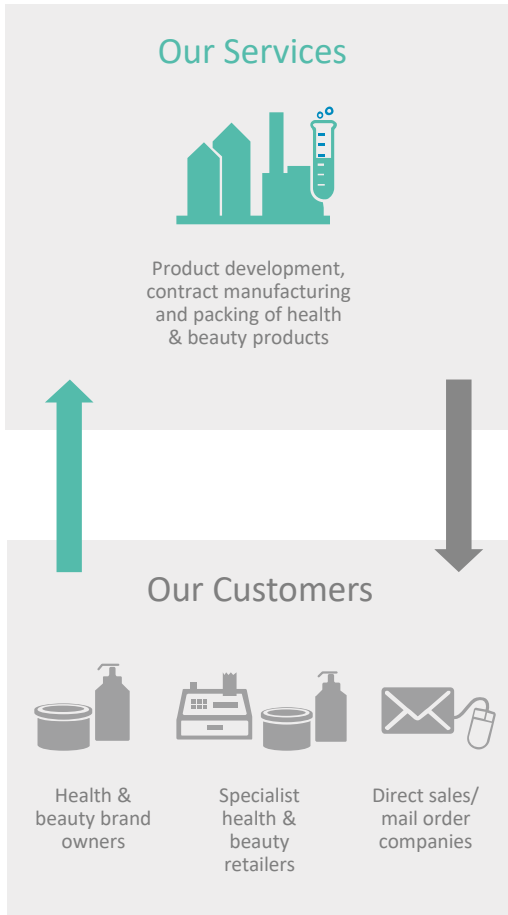 Our Services
Product development,
contract manufacturing
and packing of health
& beauty products
Our Customers
Health &
beauty brand
owners
Specialist
health &
beauty
retailers
Direct sales/
mail order
companies